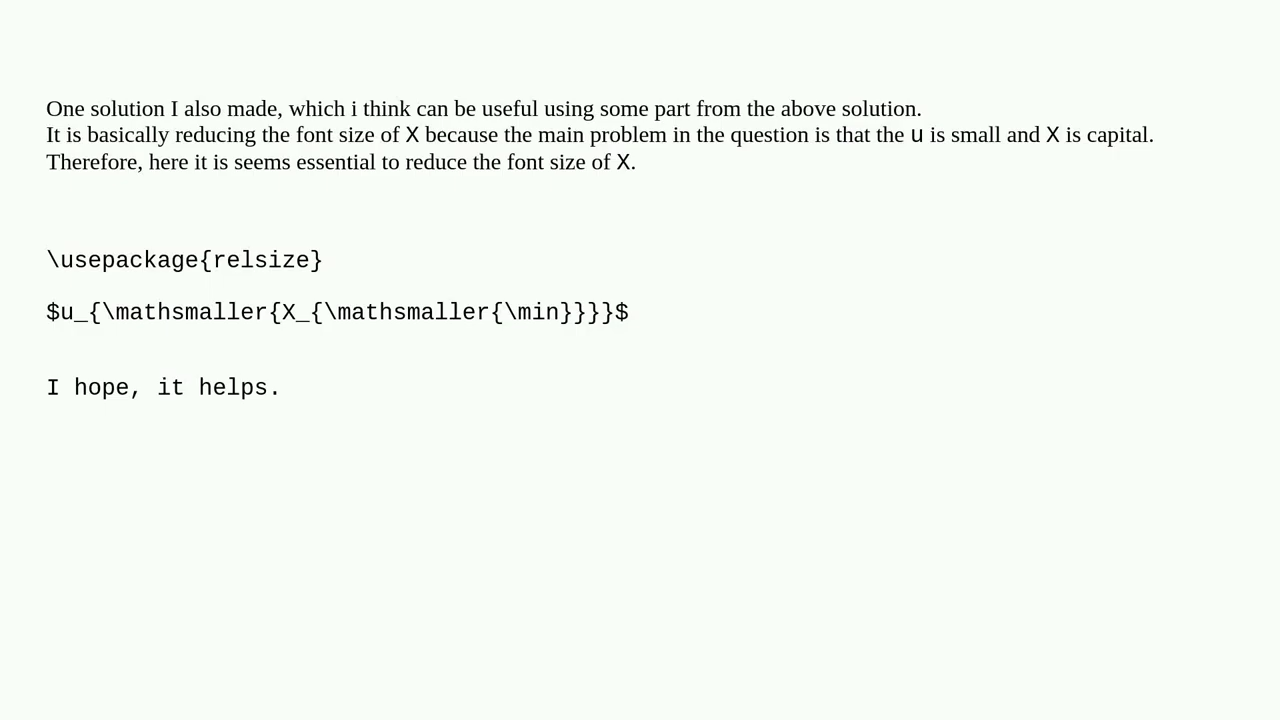 One solution I also made, which i think can be useful using some part from the above solution.
It is basically reducing the font size of X because the main problem in the question is that the u is small and X is capital.
Therefore, here it is seems essential to reduce the font size of X.
\usepackage{relsize}
$u_{\mathsmaller{X_{\mathsmaller{\min}}}}$
I hope, it helps.